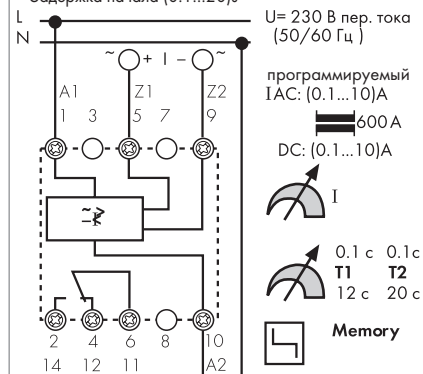 Задержка начала (0.1...20)s
L
N
U= 230 В пер. тока
(50/60 Гц )
~ + I – ~
A1 Z1 Z2
1 3 5 7 9
программируемый
IAC: (0.1...10)A
600 A
DC: (0.1...10)A
I
0.1 c 0.1c
T1 T2
12 c 20 c
Memory
2 4 6 8 10
14 12 11 A2